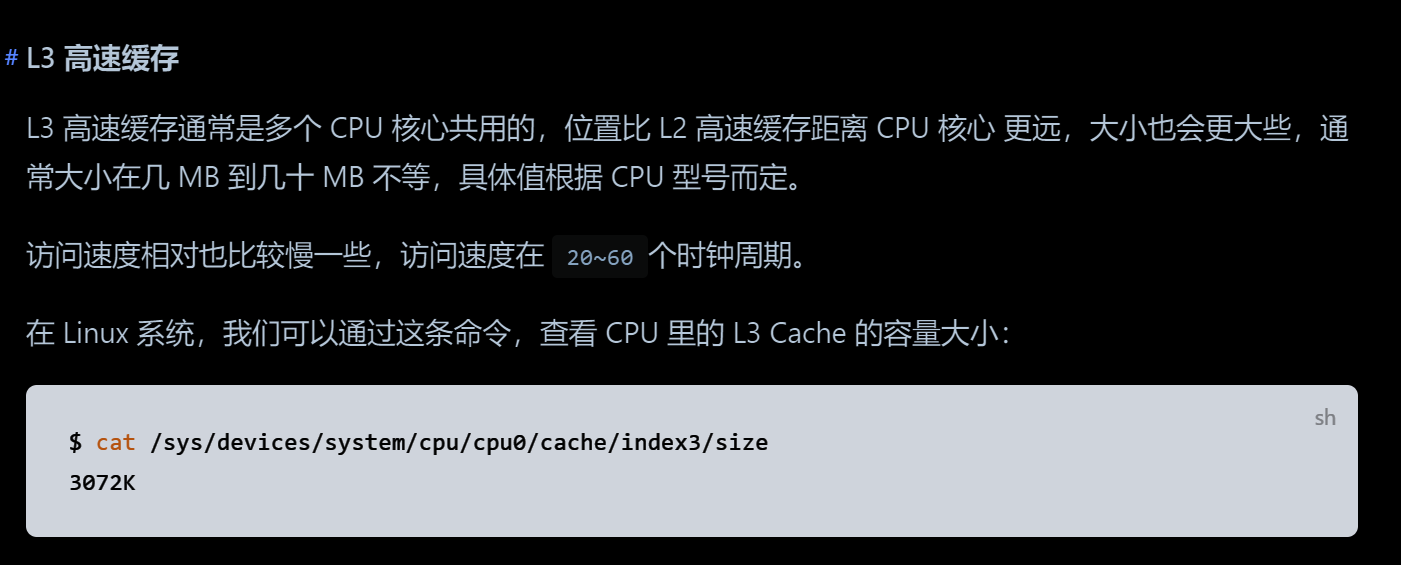 # L3 高速缓存
L3 高速缓存通常是多个 CPU 核心共用的，位置比 L2 高速缓存距离 CPU 核心 更远，大小也会更大些，通
常大小在几 MB 到几十 MB 不等，具体值根据 CPU 型号而定。
访问速度相对也比较慢一些，访问速度在 20~60 个时钟周期。
在 Linux 系统，我们可以通过这条命令，查看 CPU 里的 L3 Cache 的容量大小：
sh
$ cat /sys/devices/system/cpu/cpu0/cache/index3/size
3072K